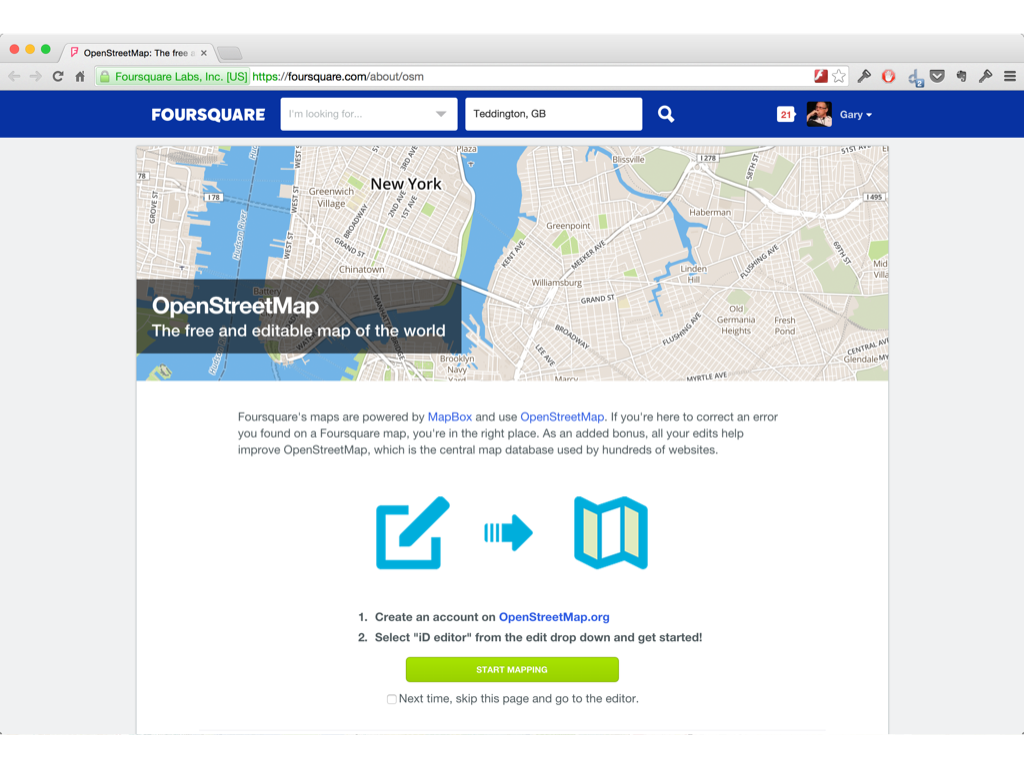 OpenStreetMap: The free a
Foursquare Labs, Inc. [US] https://foursquare.com/about/osm
2
FOURSQUARE I'm looking for... Teddington, GB 21 Gary
Plaza
51ST AVE
WEST ST
3RD AVE
Blissville
I 278
58TH ST
78
178
New York
I 495
GROVE ST
WEST ST
Greenwich
Village
2ND AVE
1ST AVE
BROADWAY
Haberman
Greenpoint
Hudson River
WEST ST
GRAND ST
KENT AVE
MEEKER AVE
69TH ST
Chinatown
Linden
Hill
FLUSHING AVE
Mid
Villa
Williamsburg
Battery
GRAND ST
Old
Germania
Heights
Fresh
Pond
OpenStreetMap
The free and editable map of the world
BROADWAY
FLUSHING AVE
LEE AVE
CENTRAL AV
Glendale
Brooklyn
Navy
Yard
Marcy
MYRTLE AVE
Foursquare's maps are powered by MapBox and use OpenStreetMap. If you're here to correct an error
you found on a Foursquare map, you're in the right place. As an added bonus, all your edits help
improve OpenStreetMap, which is the central map database used by hundreds of websites.
1. Create an account on OpenStreetMap.org
2. Select "iD editor" from the edit drop down and get started!
START MAPPING
Next time, skip this page and go to the editor.